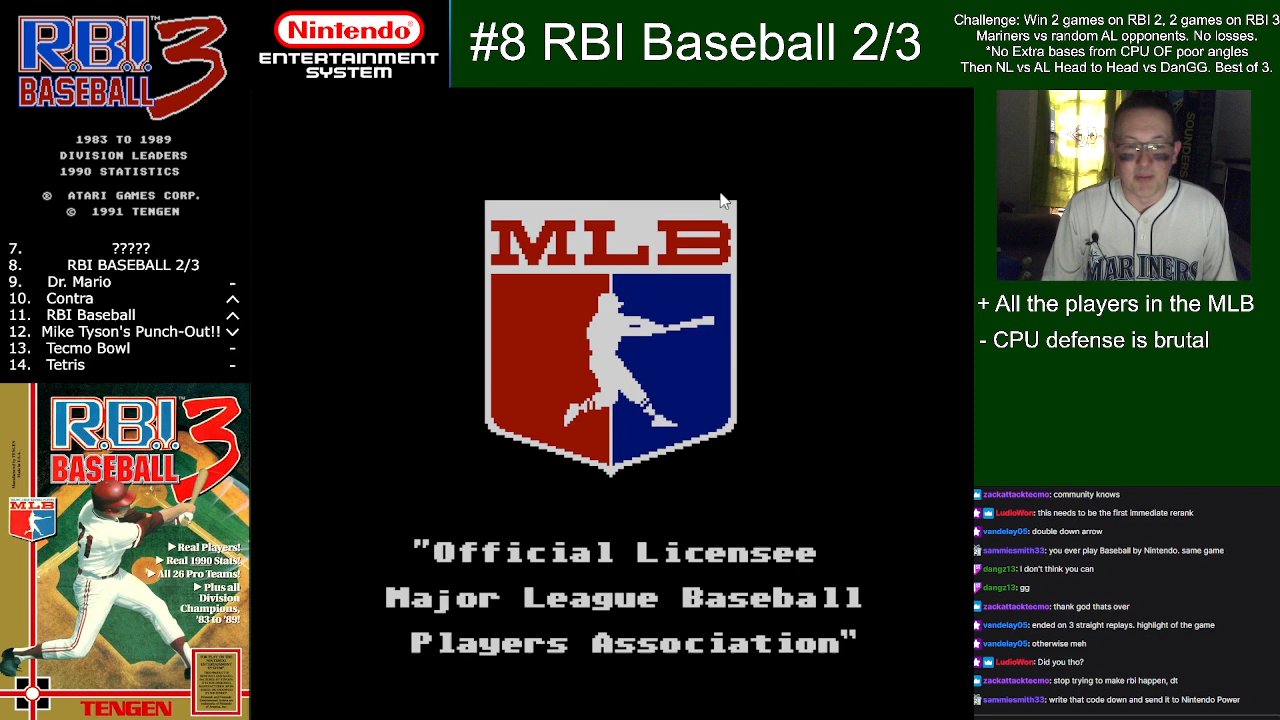 R.B.I. 3
BASEBALL
™
1983 TO 1989
DIVISION LEADERS
1990 STATISTICS
ATARI GAMES CORP.
© 1991 TENGEN
7. ?????
8. RBI BASEBALL 2/3
9. Dr. Mario -
10. Contra ^
11. RBI Baseball ^
12. Mike Tyson's Punch-Out!! v
13. Tecmo Bowl -
14. Tetris -
R.B.I. 3
BASEBALL
MLB
Real Players!
Real 1990 Stats!
All 26 Pro Teams!
Plus all
Division
Champions,
'83 to '89!
TENGEN
Nintendo®
ENTERTAINMENT
SYSTEM
#8 RBI Baseball 2/3
MLB
"Official Licensee
Major League Baseball
Players Association"
Challenge: Win 2 games on RBI 2, 2 games on RBI 3
Mariners vs random AL opponents. No losses.
*No Extra bases from CPU OF poor angles
Then NL vs AL Head to Head vs DanGG. Best of 3.
SOUNDERS
MARINERS
+ All the players in the MLB
- CPU defense is brutal
zackattacktecmo: community knows
LudioWon: this needs to be the first immediate rerank
vandelay05: double down arrow
sammiesmith33: you ever play Baseball by Nintendo. same game
dangz13: I don't think you can
dangz13: gg
zackattacktecmo: thank god thats over
vandelay05: ended on 3 straight replays. highlight of the game
vandelay05: otherwise meh
LudioWon: Did you tho?
zackattacktecmo: stop trying to make rbi happen, dt
sammiesmith33: write that code down and send it to Nintendo Power